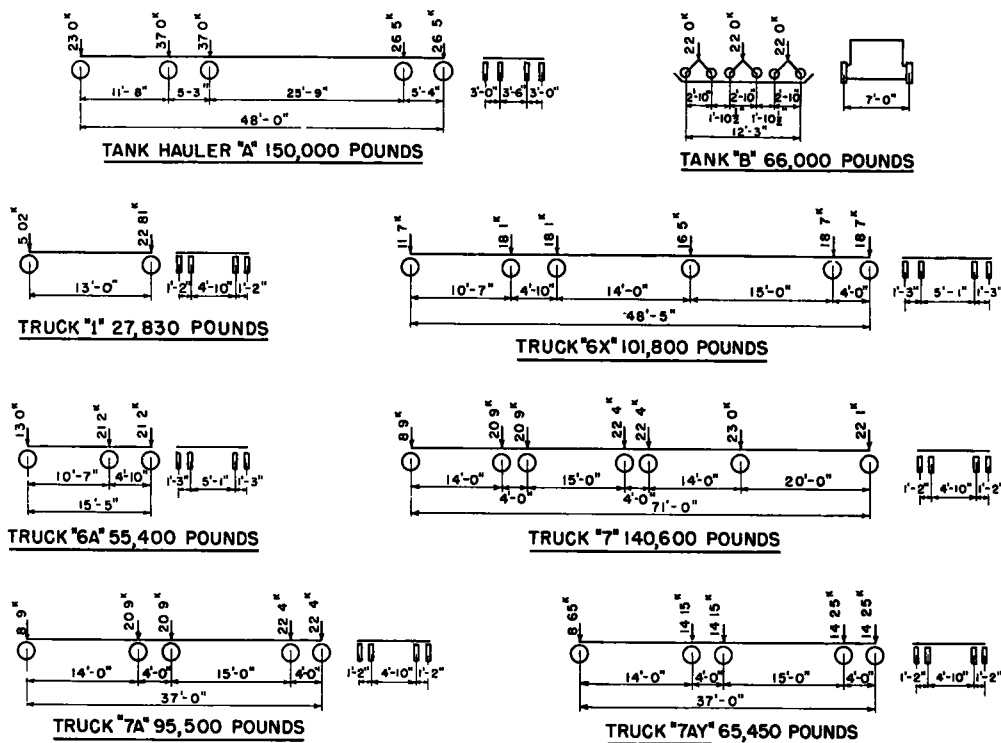 23 0ᴷ 37 0ᴷ 37 0ᴷ 26 5ᴷ 26 5ᴷ
11'-8" 5-3" 25'-9" 5'-4"
48'-0"
3'-0" 3'-6" 3'-0"
TANK HAULER "A" 150,000 POUNDS
22 0ᴷ 22 0ᴷ 22 0ᴷ
2'-10" 2'-10" 2'-10"
1'-10½" 1'-10½"
12'-3"
7'-0"
TANK "B" 66,000 POUNDS
5 02ᴷ 22 81ᴷ
13'-0"
1'-2" 4'-10" 1'-2"
TRUCK "1" 27,830 POUNDS
11.7ᴷ 18.1ᴷ 18.1ᴷ 16.5ᴷ 18 7ᴷ 18.7ᴷ
10'-7" 4'-10" 14'-0" 15'-0" 4'-0"
48'-5"
1'-3" 5'-1" 1'-3"
TRUCK "6X" 101,800 POUNDS
13 0ᴷ 21 2ᴷ 21 2ᴷ
10'-7" 4'-10"
15'-5"
1'-3" 5'-1" 1'-3"
TRUCK "6A" 55,400 POUNDS
8 9ᴷ 20 9ᴷ 20 9ᴷ 22 4ᴷ 22 4ᴷ 23 0ᴷ 22 1ᴷ
14'-0" 15'-0" 14'-0" 20'-0"
4'-0" 4'-0"
71'-0"
1'-2" 4'-10" 1'-2"
TRUCK "7" 140,600 POUNDS
8 9ᴷ 20 9ᴷ 20 9ᴷ 22 4ᴷ 22 4ᴷ
14'-0" 4'-0" 15'-0" 4'-0"
37'-0"
1'-2" 4'-10" 1'-2"
TRUCK "7A" 95,500 POUNDS
8 65ᴷ 14 15ᴷ 14 15ᴷ 14 25ᴷ 14 25ᴷ
14'-0" 4'-0" 15'-0" 4'-0"
37'-0"
1'-2" 4'-10" 1'-2"
TRUCK "7AY" 65,450 POUNDS